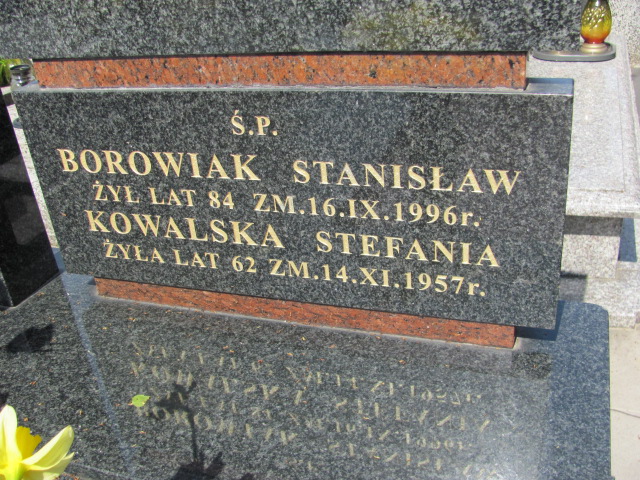 Ś.P.
BOROWIAK STANISŁAW
ŻYŁ LAT 84 ZM.16.IX.1996r.
KOWALSKA STEFANIA
ŻYŁA LAT 62 ZM.14.XI.1957r.